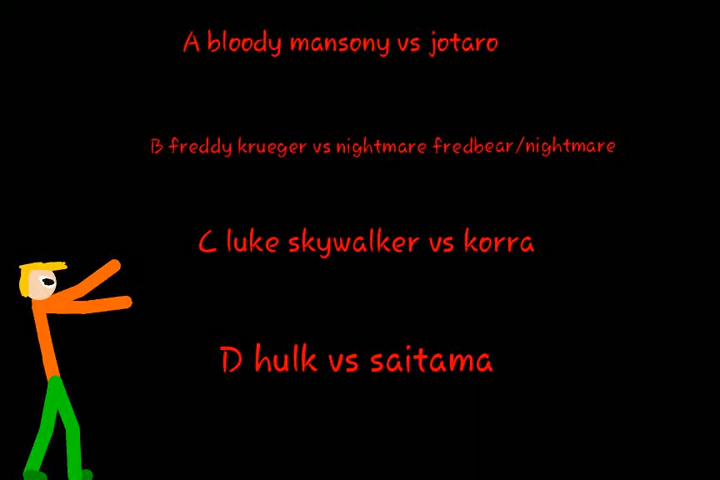 A bloody mansony vs jotaro
B freddy krueger vs nightmare fredbear/nightmare
C luke skywalker vs korra
D hulk vs saitama